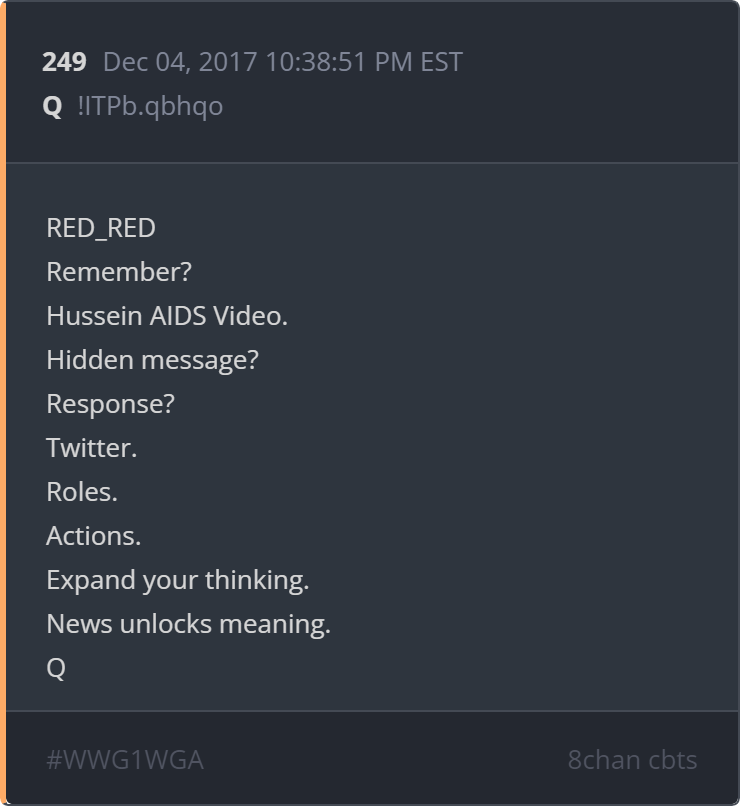 249 Dec 04, 2017 10:38:51 PM EST
Q !ITPb.qbhqo
RED_RED
Remember?
Hussein AIDS Video.
Hidden message?
Response?
Twitter.
Roles.
Actions.
Expand your thinking.
News unlocks meaning.
Q
#WWG1WGA 8chan cbts